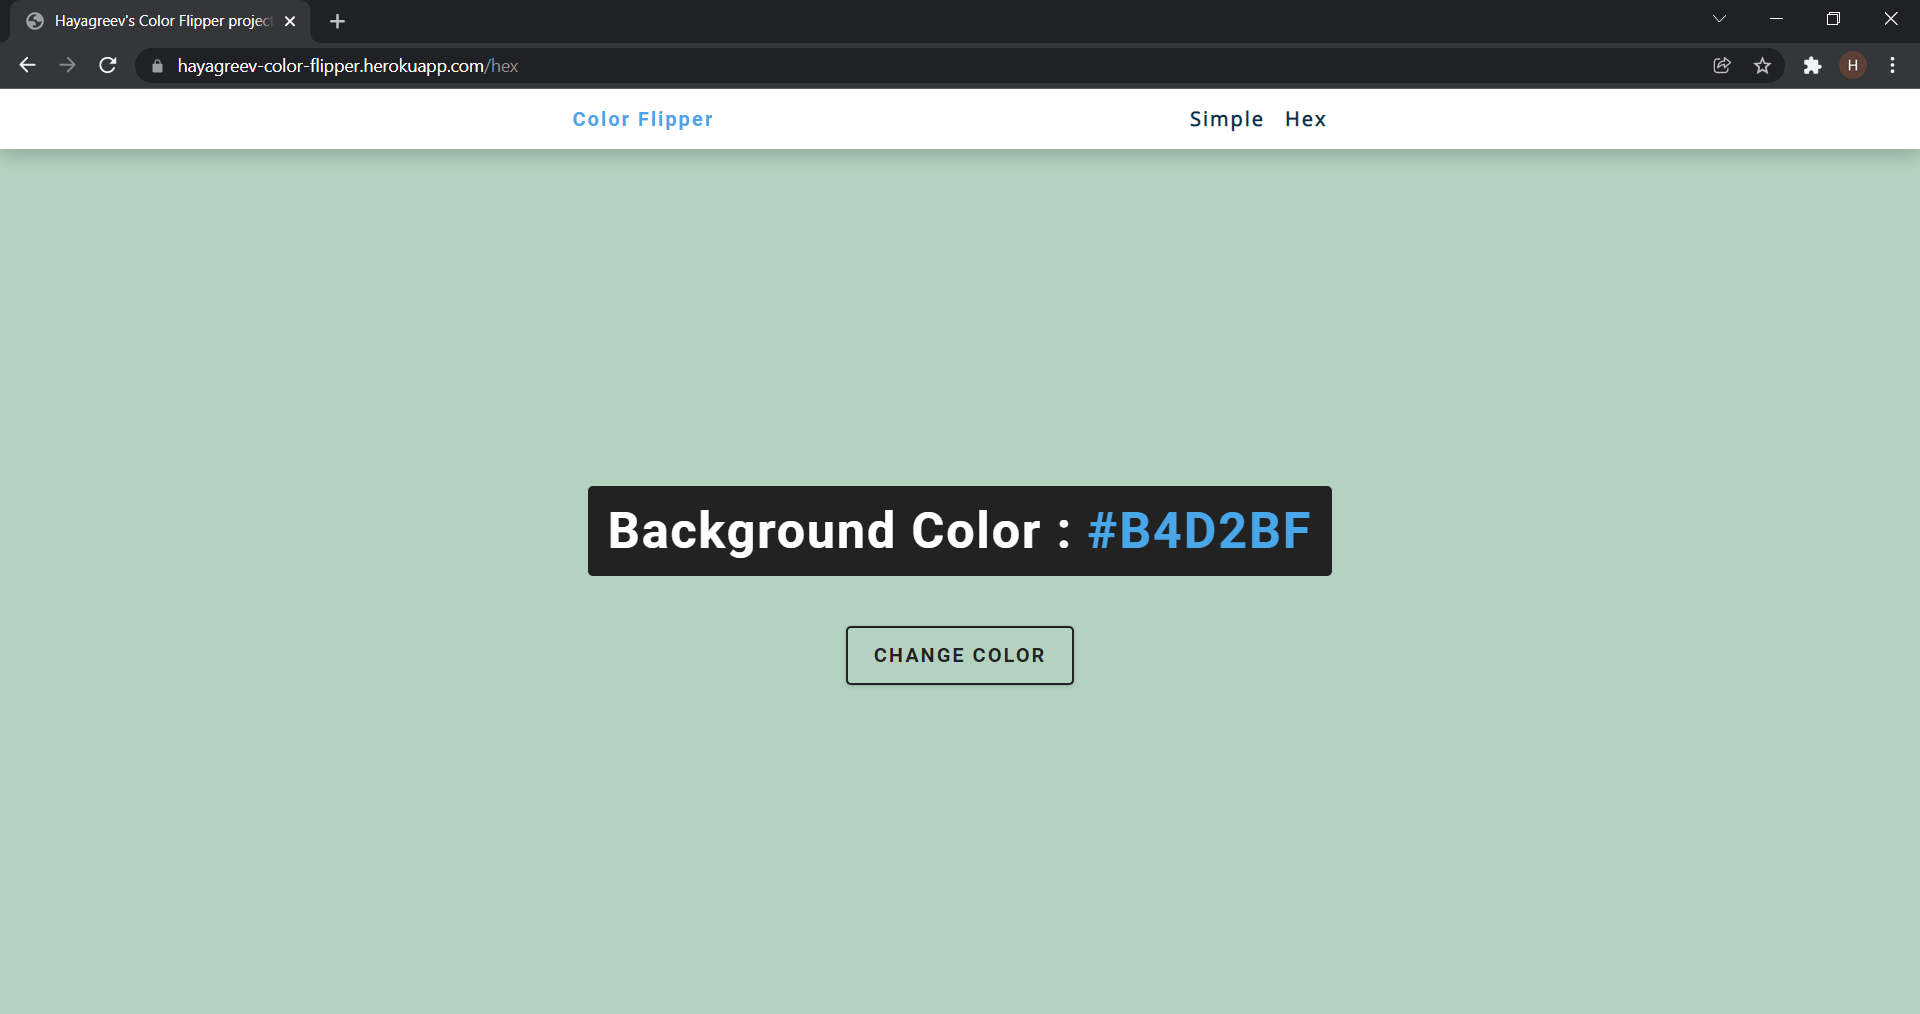 Hayagreev's Color Flipper project
hayagreev-color-flipper.herokuapp.com/hex
H
Color Flipper
Simple Hex
Background Color : #B4D2BF
CHANGE COLOR